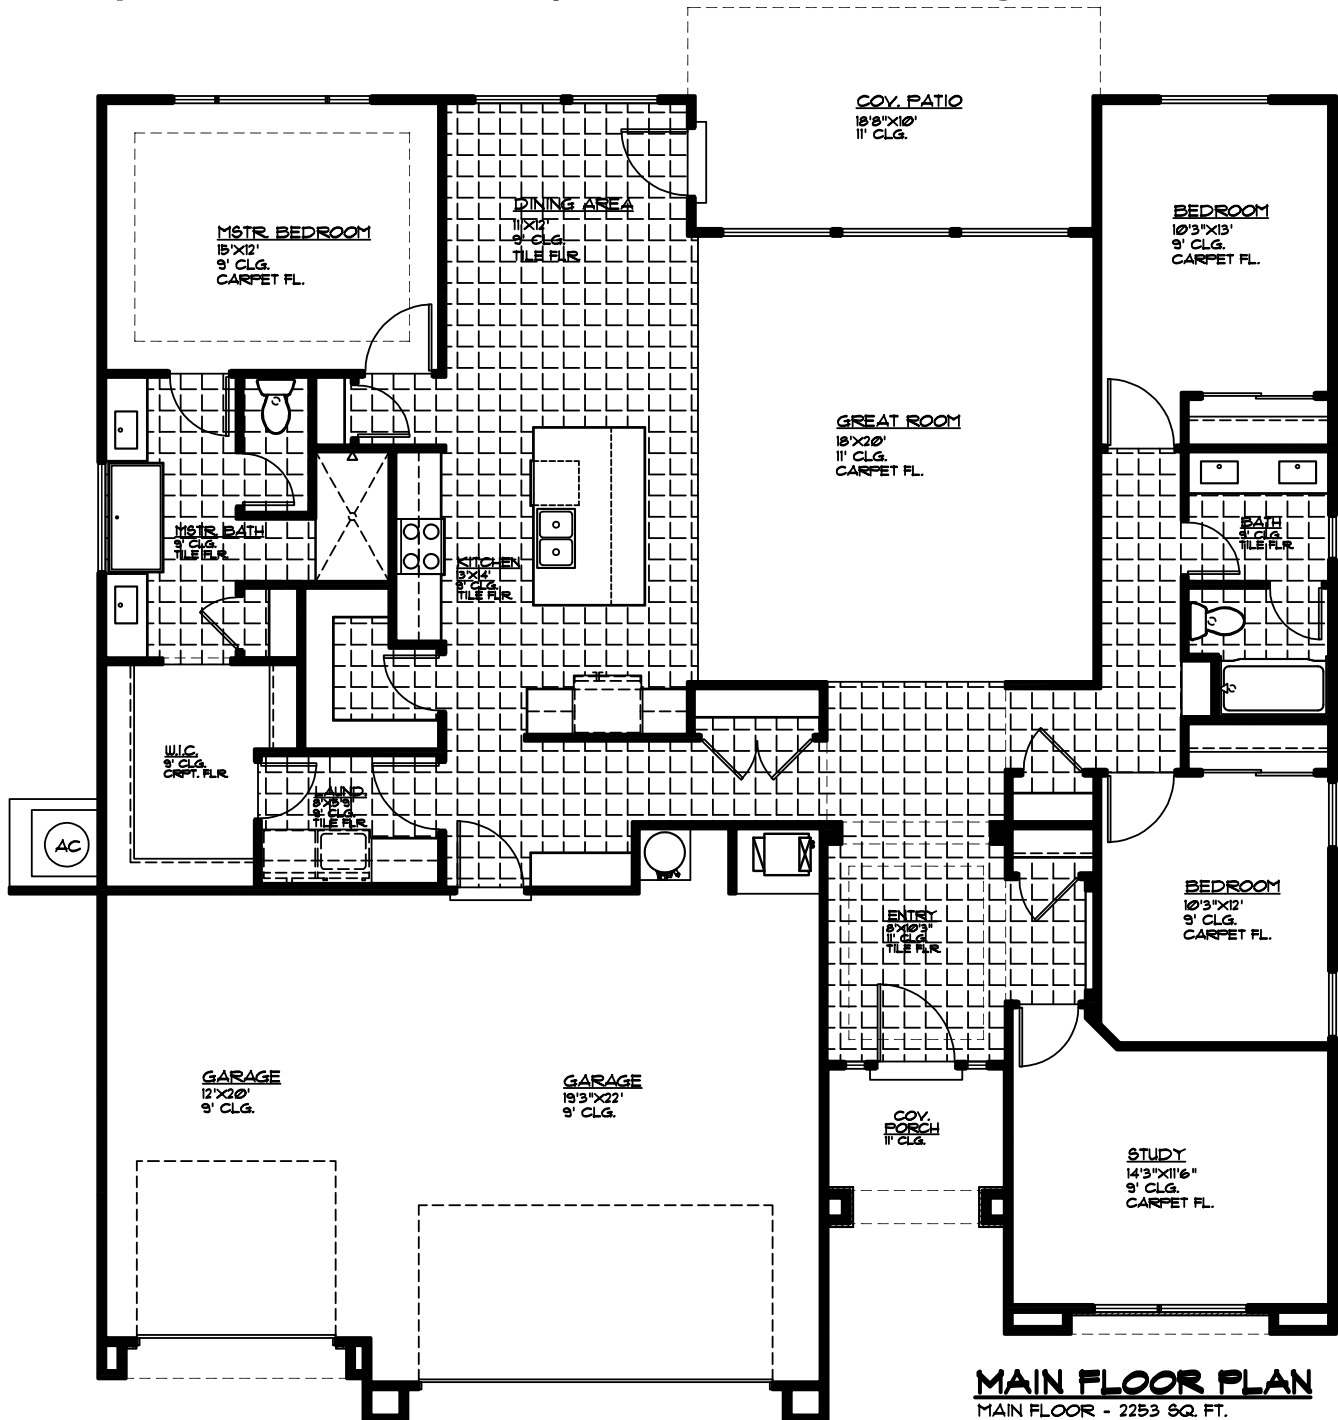 COV. PATIO
18'8"X10'
11' CLG.
MSTR. BEDROOM
15'X12'
9' CLG.
CARPET FL.
DINING AREA
11'X12'
9' CLG.
TILE FLR.
BEDROOM
10'3"X13'
9' CLG.
CARPET FL.
GREAT ROOM
18'X20'
11' CLG.
CARPET FL.
MSTR. BATH
9' CLG.
TILE FLR.
KITCHEN
9' CLG.
TILE FLR.
BATH
9' CLG.
TILE FLR.
W.I.C.
9' CLG.
CRPT. FLR.
LAUND.
8'X5'9"
9' CLG.
TILE FLR.
AC
BEDROOM
10'3"X12'
9' CLG.
CARPET FL.
ENTRY
8'X10'3"
11' CLG.
TILE FLR.
GARAGE
12'X20'
9' CLG.
GARAGE
19'3"X22'
9' CLG.
COV.
PORCH
11' CLG.
STUDY
14'3"X11'6"
9' CLG.
CARPET FL.
MAIN FLOOR PLAN
MAIN FLOOR - 2253 SQ. FT.